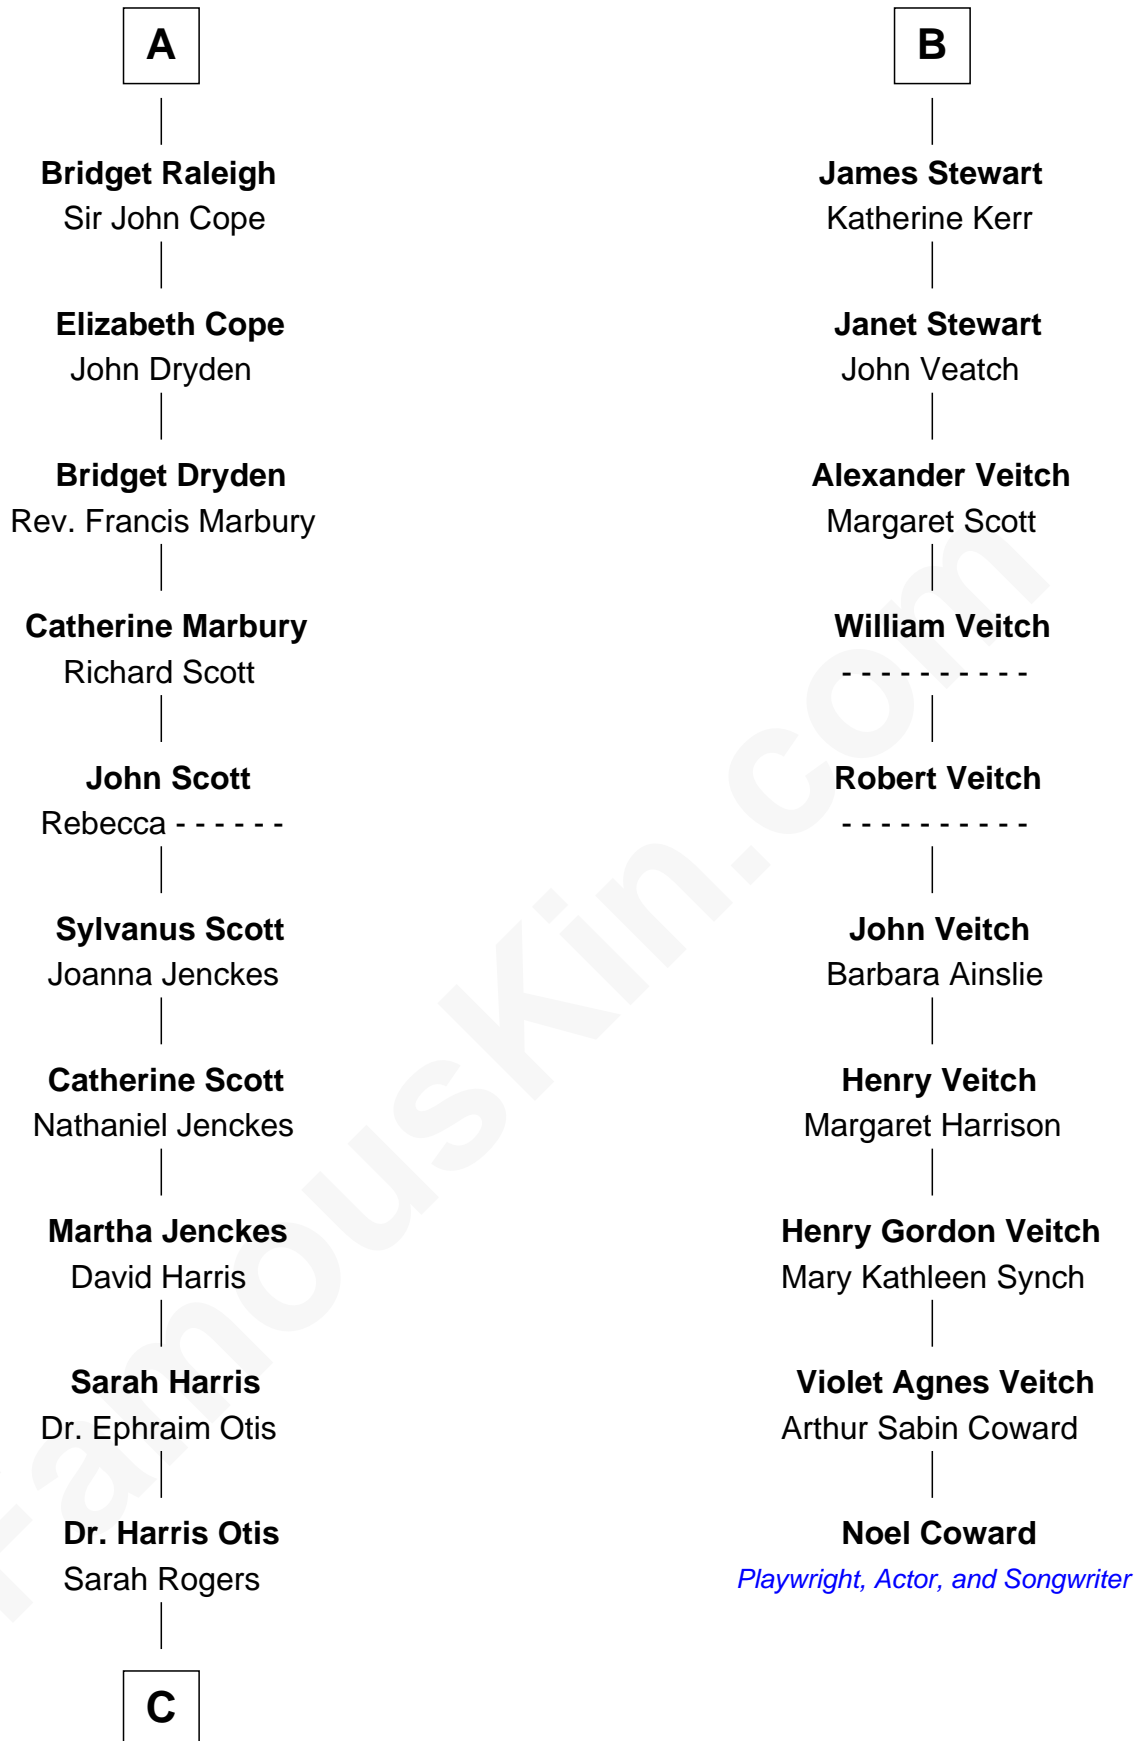 A
Bridget Raleigh
Sir John Cope
Elizabeth Cope
John Dryden
Bridget Dryden
Rev. Francis Marbury
Catherine Marbury
Richard Scott
John Scott
Rebecca - - - - - -
Sylvanus Scott
Joanna Jenckes
Catherine Scott
Nathaniel Jenckes
Martha Jenckes
David Harris
Sarah Harris
Dr. Ephraim Otis
Dr. Harris Otis
Sarah Rogers
C
B
James Stewart
Katherine Kerr
Janet Stewart
John Veatch
Alexander Veitch
Margaret Scott
William Veitch
- - - - - - - - - -
Robert Veitch
- - - - - - - - - -
John Veitch
Barbara Ainslie
Henry Veitch
Margaret Harrison
Henry Gordon Veitch
Mary Kathleen Synch
Violet Agnes Veitch
Arthur Sabin Coward
Noel Coward
Playwright, Actor, and Songwriter
FamousKin.com